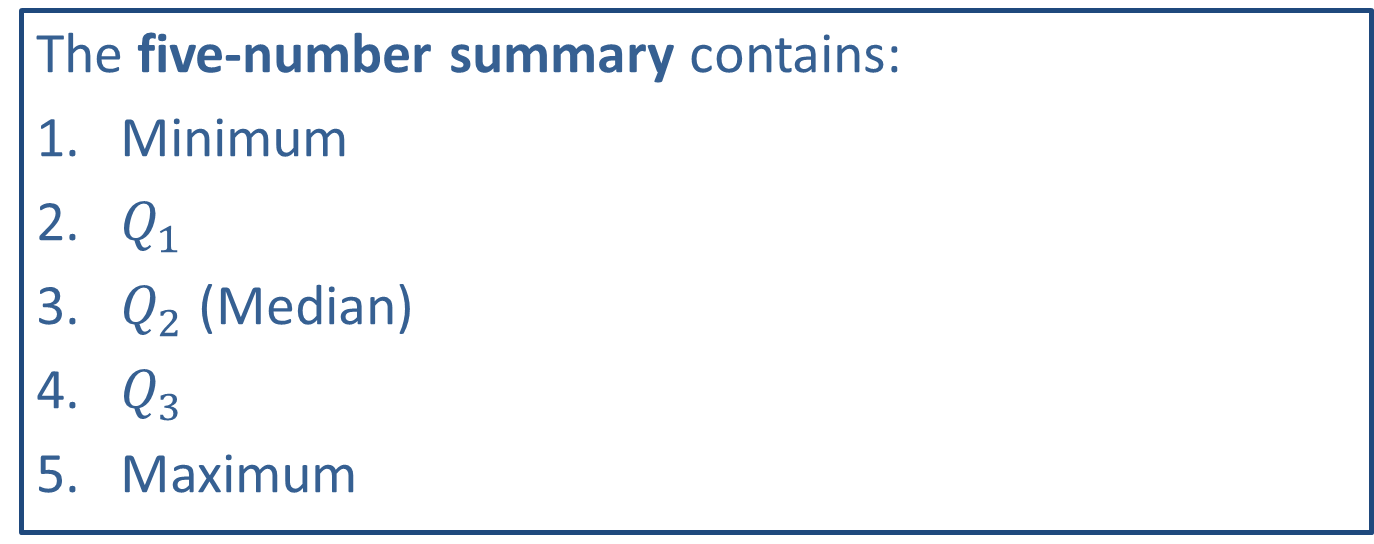 The five-number summary contains:
1. Minimum
2. Q₁
3. Q₂ (Median)
4. Q₃
5. Maximum